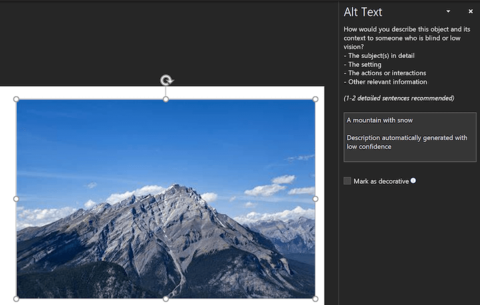 Alt Text
How would you describe this object and its
context to someone who is blind or low
vision?
- The subject(s) in detail
- The setting
- The actions or interactions
- Other relevant information
(1-2 detailed sentences recommended)
A mountain with snow
Description automatically generated with
low confidence
Mark as decorative